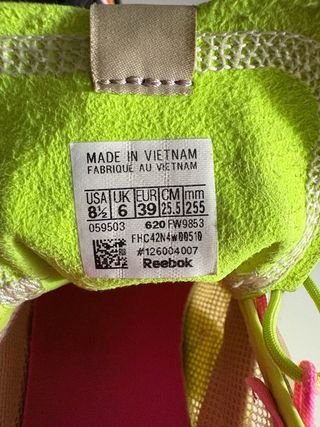 MADE IN VIETNAM
FABRIQUÉ AU VIETNAM
USA UK EUR CM mm
8½ 6 39 25.5 255
059503 620 FW9853
FHC42N4W00510
#126004007
Reebok